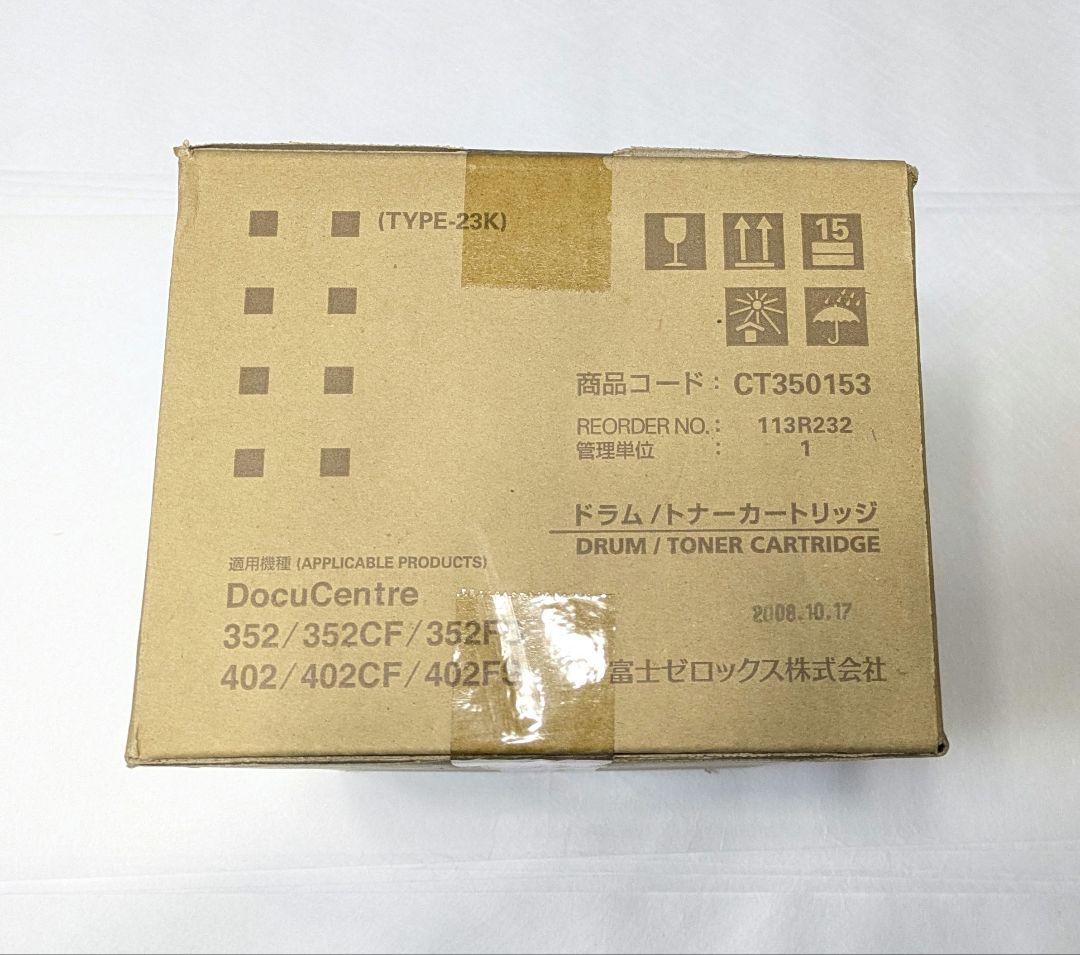 (TYPE-23K)
15
商品コード： CT350153
REORDER NO.： 113R232
管理単位 ： 1
ドラム/トナーカートリッジ
DRUM / TONER CARTRIDGE
適用機種 (APPLICABLE PRODUCTS)
DocuCentre
352/352CF/
402/402CF/402FS
2008.10.17
富士ゼロックス株式会社